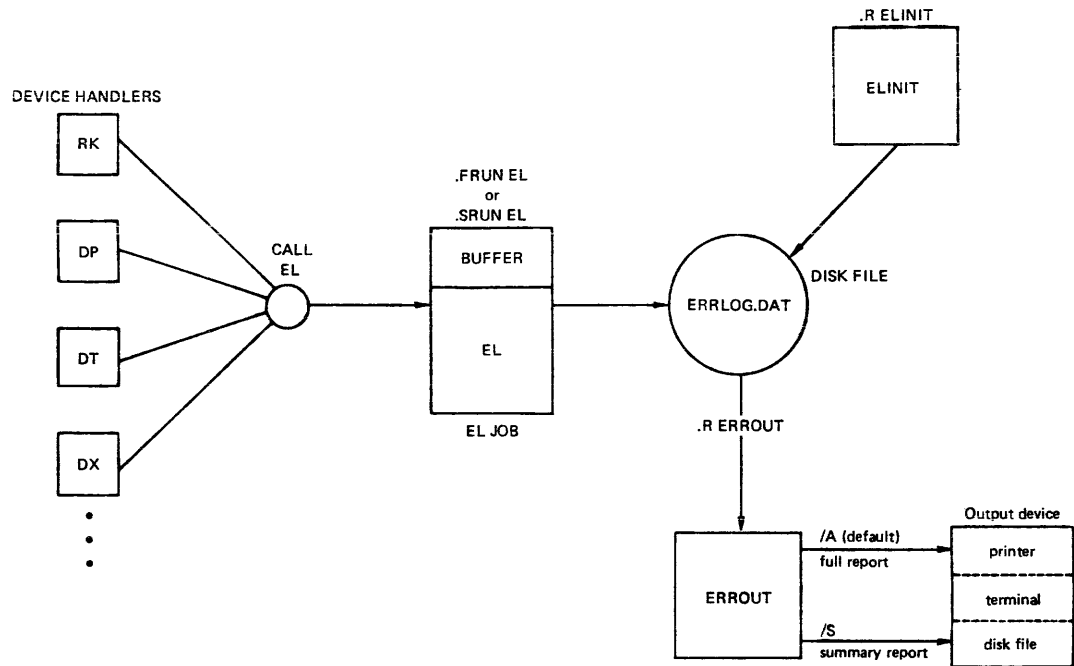 .R ELINIT
ELINIT
DEVICE HANDLERS
RK
DP
DT
DX
CALL
EL
.FRUN EL
or
.SRUN EL
BUFFER
EL
EL JOB
DISK FILE
ERRLOG.DAT
.R ERROUT
ERROUT
/A (default)
full report
/S
summary report
Output device
printer
terminal
disk file